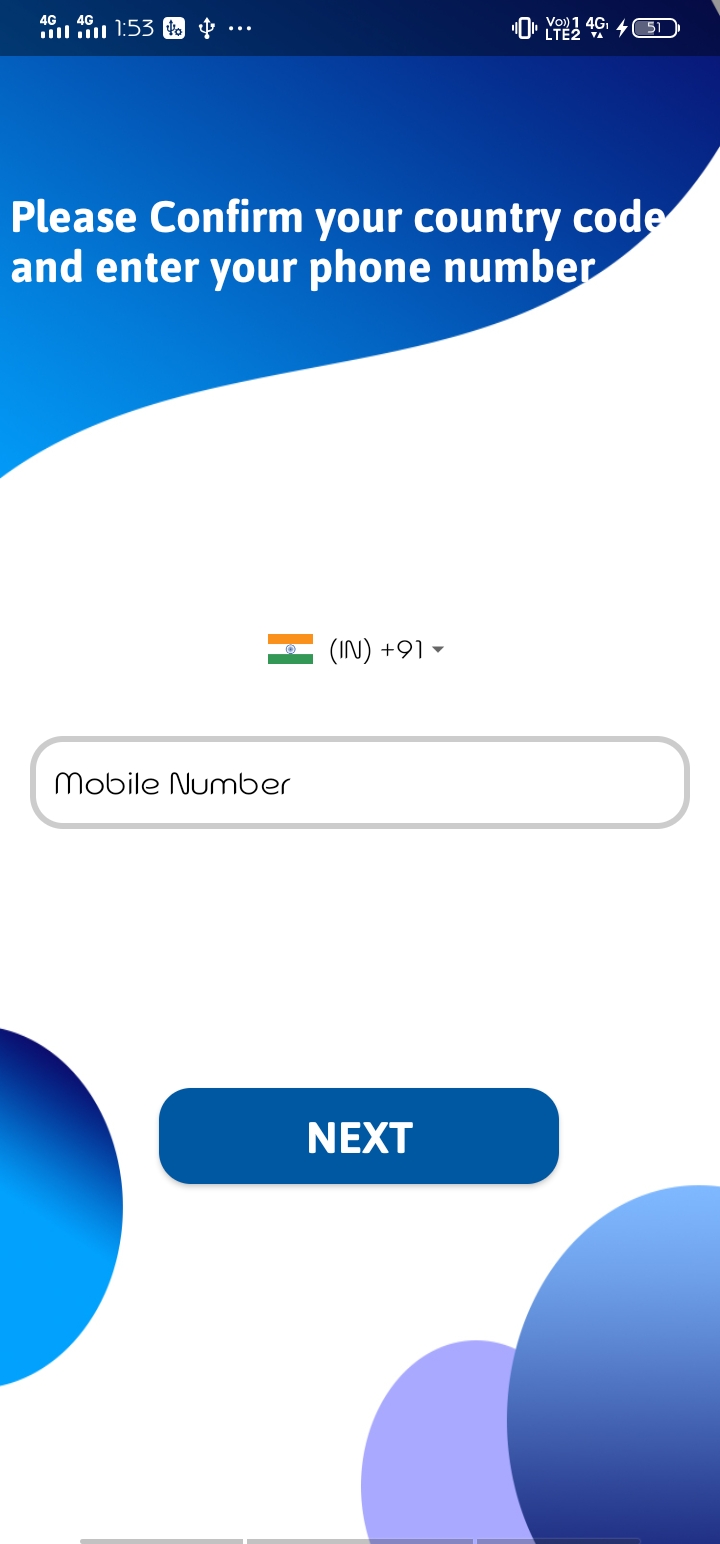 4G 4G 1:53 ... Vo)) 1 LTE2 4G 51
Please Confirm your country code
and enter your phone number
(IN) +91
Mobile Number
NEXT